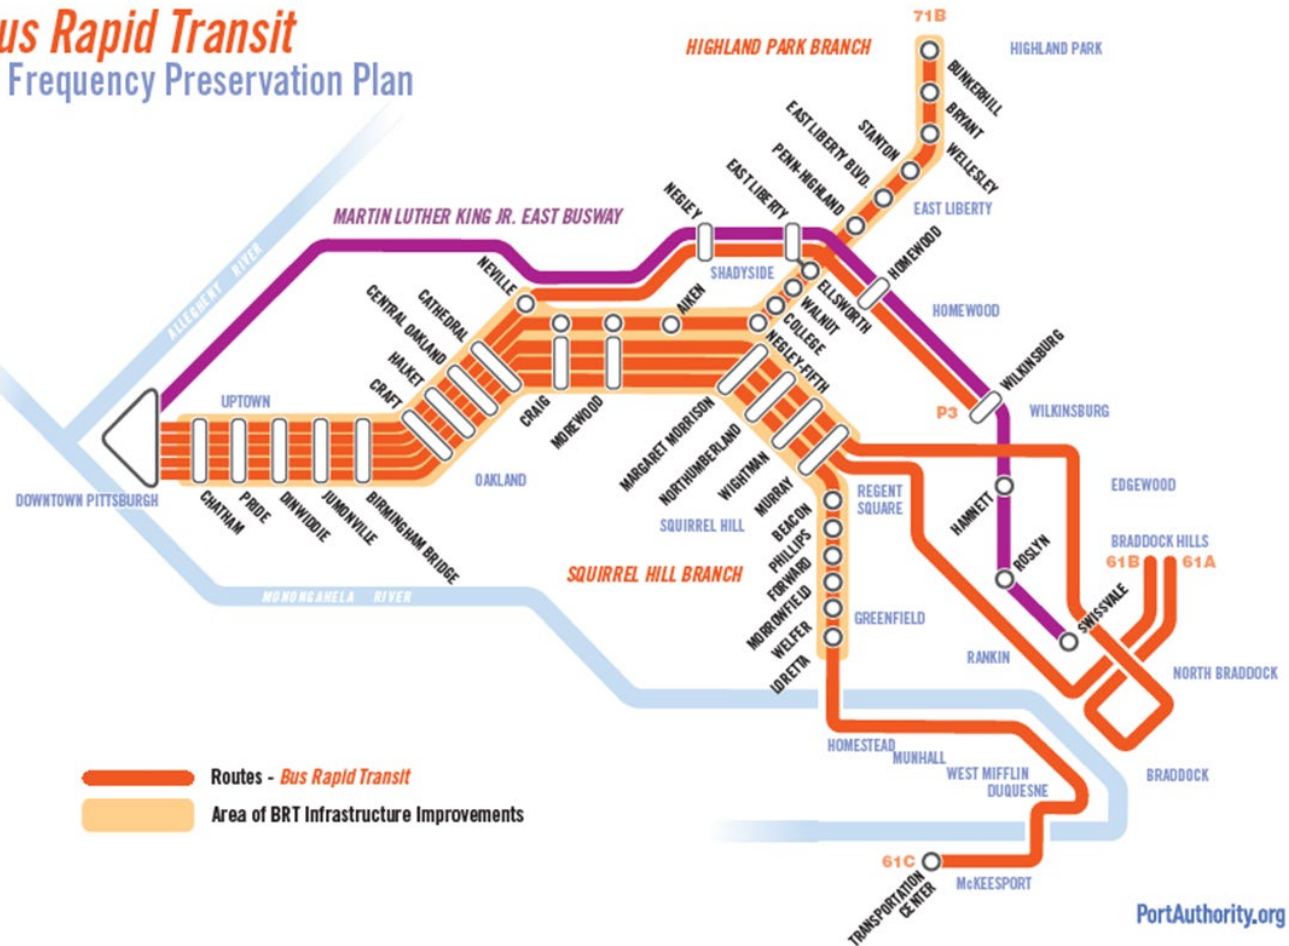 us Rapid Transit
Frequency Preservation Plan
71B
HIGHLAND PARK BRANCH
HIGHLAND PARK
BUNKERHILL
BRYANT
WELLESLEY
STANTON
EAST LIBERTY BLVD.
PENN-HIGHLAND
EAST LIBERTY
EAST LIBERTY
NEGLEY
MARTIN LUTHER KING JR. EAST BUSWAY
HOMEWOOD
SHADYSIDE
ALLEGHENY RIVER
NEVILLE
CATHEDRAL
CENTRAL OAKLAND
HALKET
CRAFT
AIKEN
ELLSWORTH
WALNUT
COLLEGE
NEGLEY-FIFTH
HOMEWOOD
WILKINSBURG
P3
WILKINSBURG
UPTOWN
CRAIG
MOREWOOD
MARGARET MORRISON
NORTHUMBERLAND
WIGHTMAN
MURRAY
DOWNTOWN PITTSBURGH
CHATHAM
PRIDE
DINWIDDIE
JUMONVILLE
BIRMINGHAM BRIDGE
OAKLAND
SQUIRREL HILL
REGENT
SQUARE
HAMNETT
EDGEWOOD
BRADDOCK HILLS
61B
61A
ROSLYN
SWISSVALE
BEACON
PHILLIPS
FORWARD
MORROWFIELD
WELFER
LORETTA
SQUIRREL HILL BRANCH
MONONGAHELA RIVER
GREENFIELD
RANKIN
NORTH BRADDOCK
HOMESTEAD
MUNHALL
WEST MIFFLIN
DUQUESNE
BRADDOCK
Routes - Bus Rapid Transit
Area of BRT Infrastructure Improvements
61C
TRANSPORTATION
CENTER
McKEESPORT
PortAuthority.org